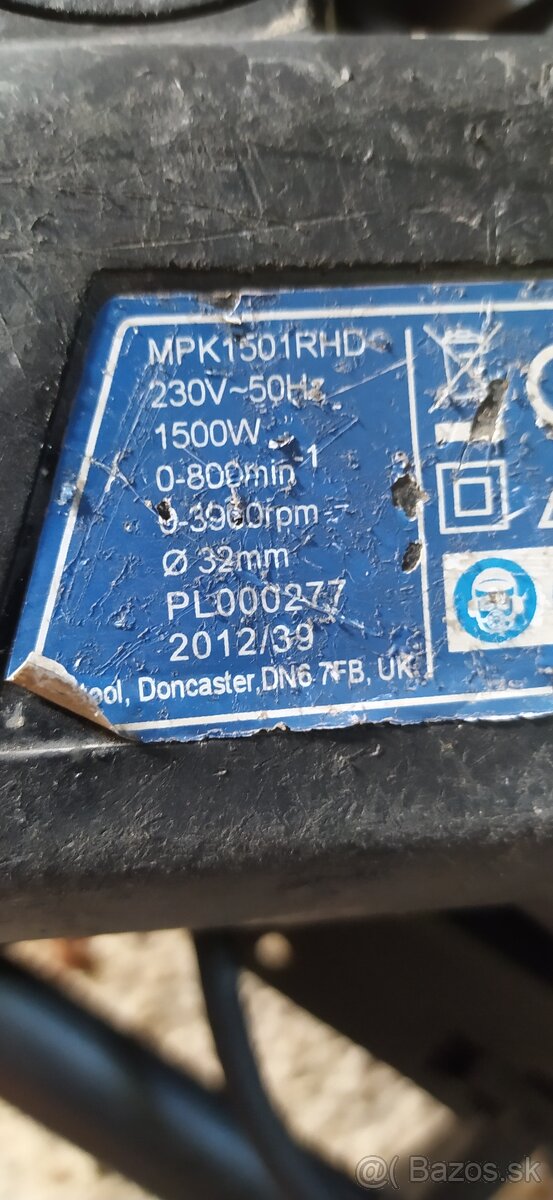 MPK1501RHD
230V~50Hz
1500W
0-800min-1
0-3900rpm
Ø 32mm
PL000277
2012/39
ool, Doncaster,DN6 7FB, UK
@( Bazos.sk